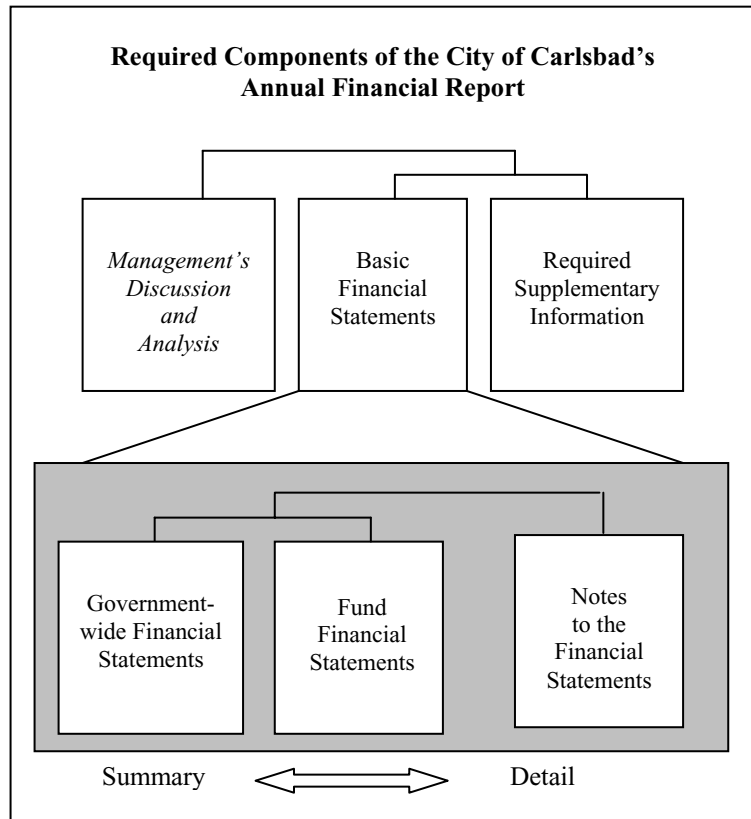 Required Components of the City of Carlsbad’s
Annual Financial Report
Management’s
Discussion
and
Analysis
Basic
Financial
Statements
Required
Supplementary
Information
Government-
wide Financial
Statements
Fund
Financial
Statements
Notes
to the
Financial
Statements
Summary
Detail